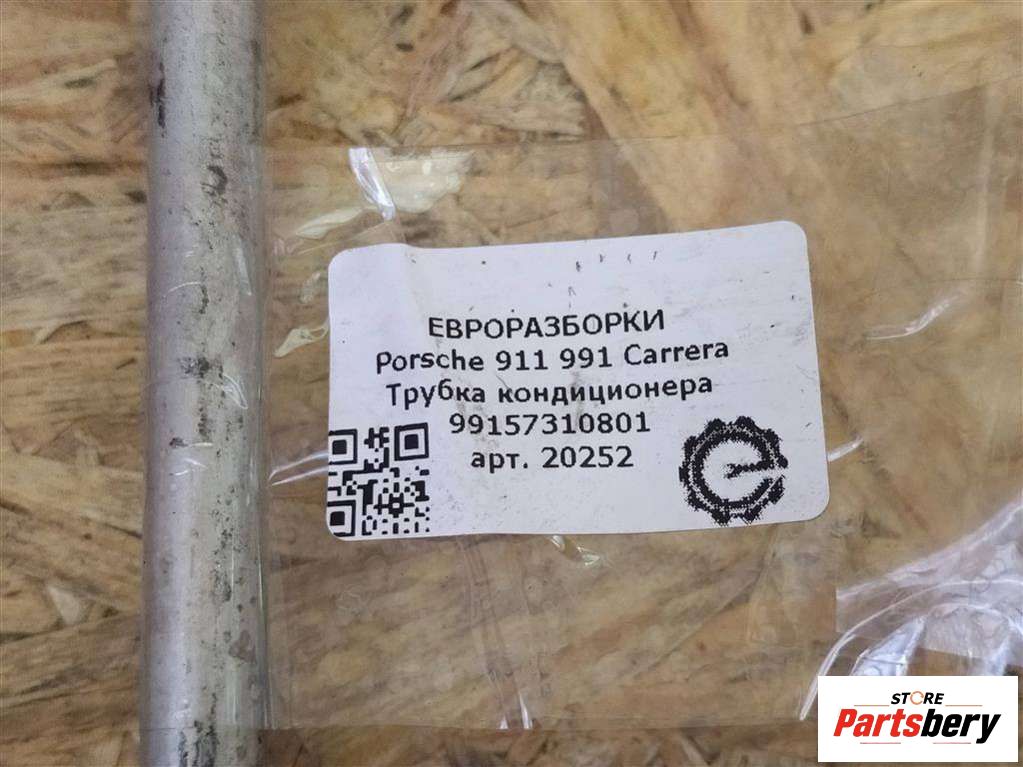 ЕВРОРАЗБОРКИ
Porsche 911 991 Carrera
Трубка кондиционера
99157310801
арт. 20252
STORE
Partsbery